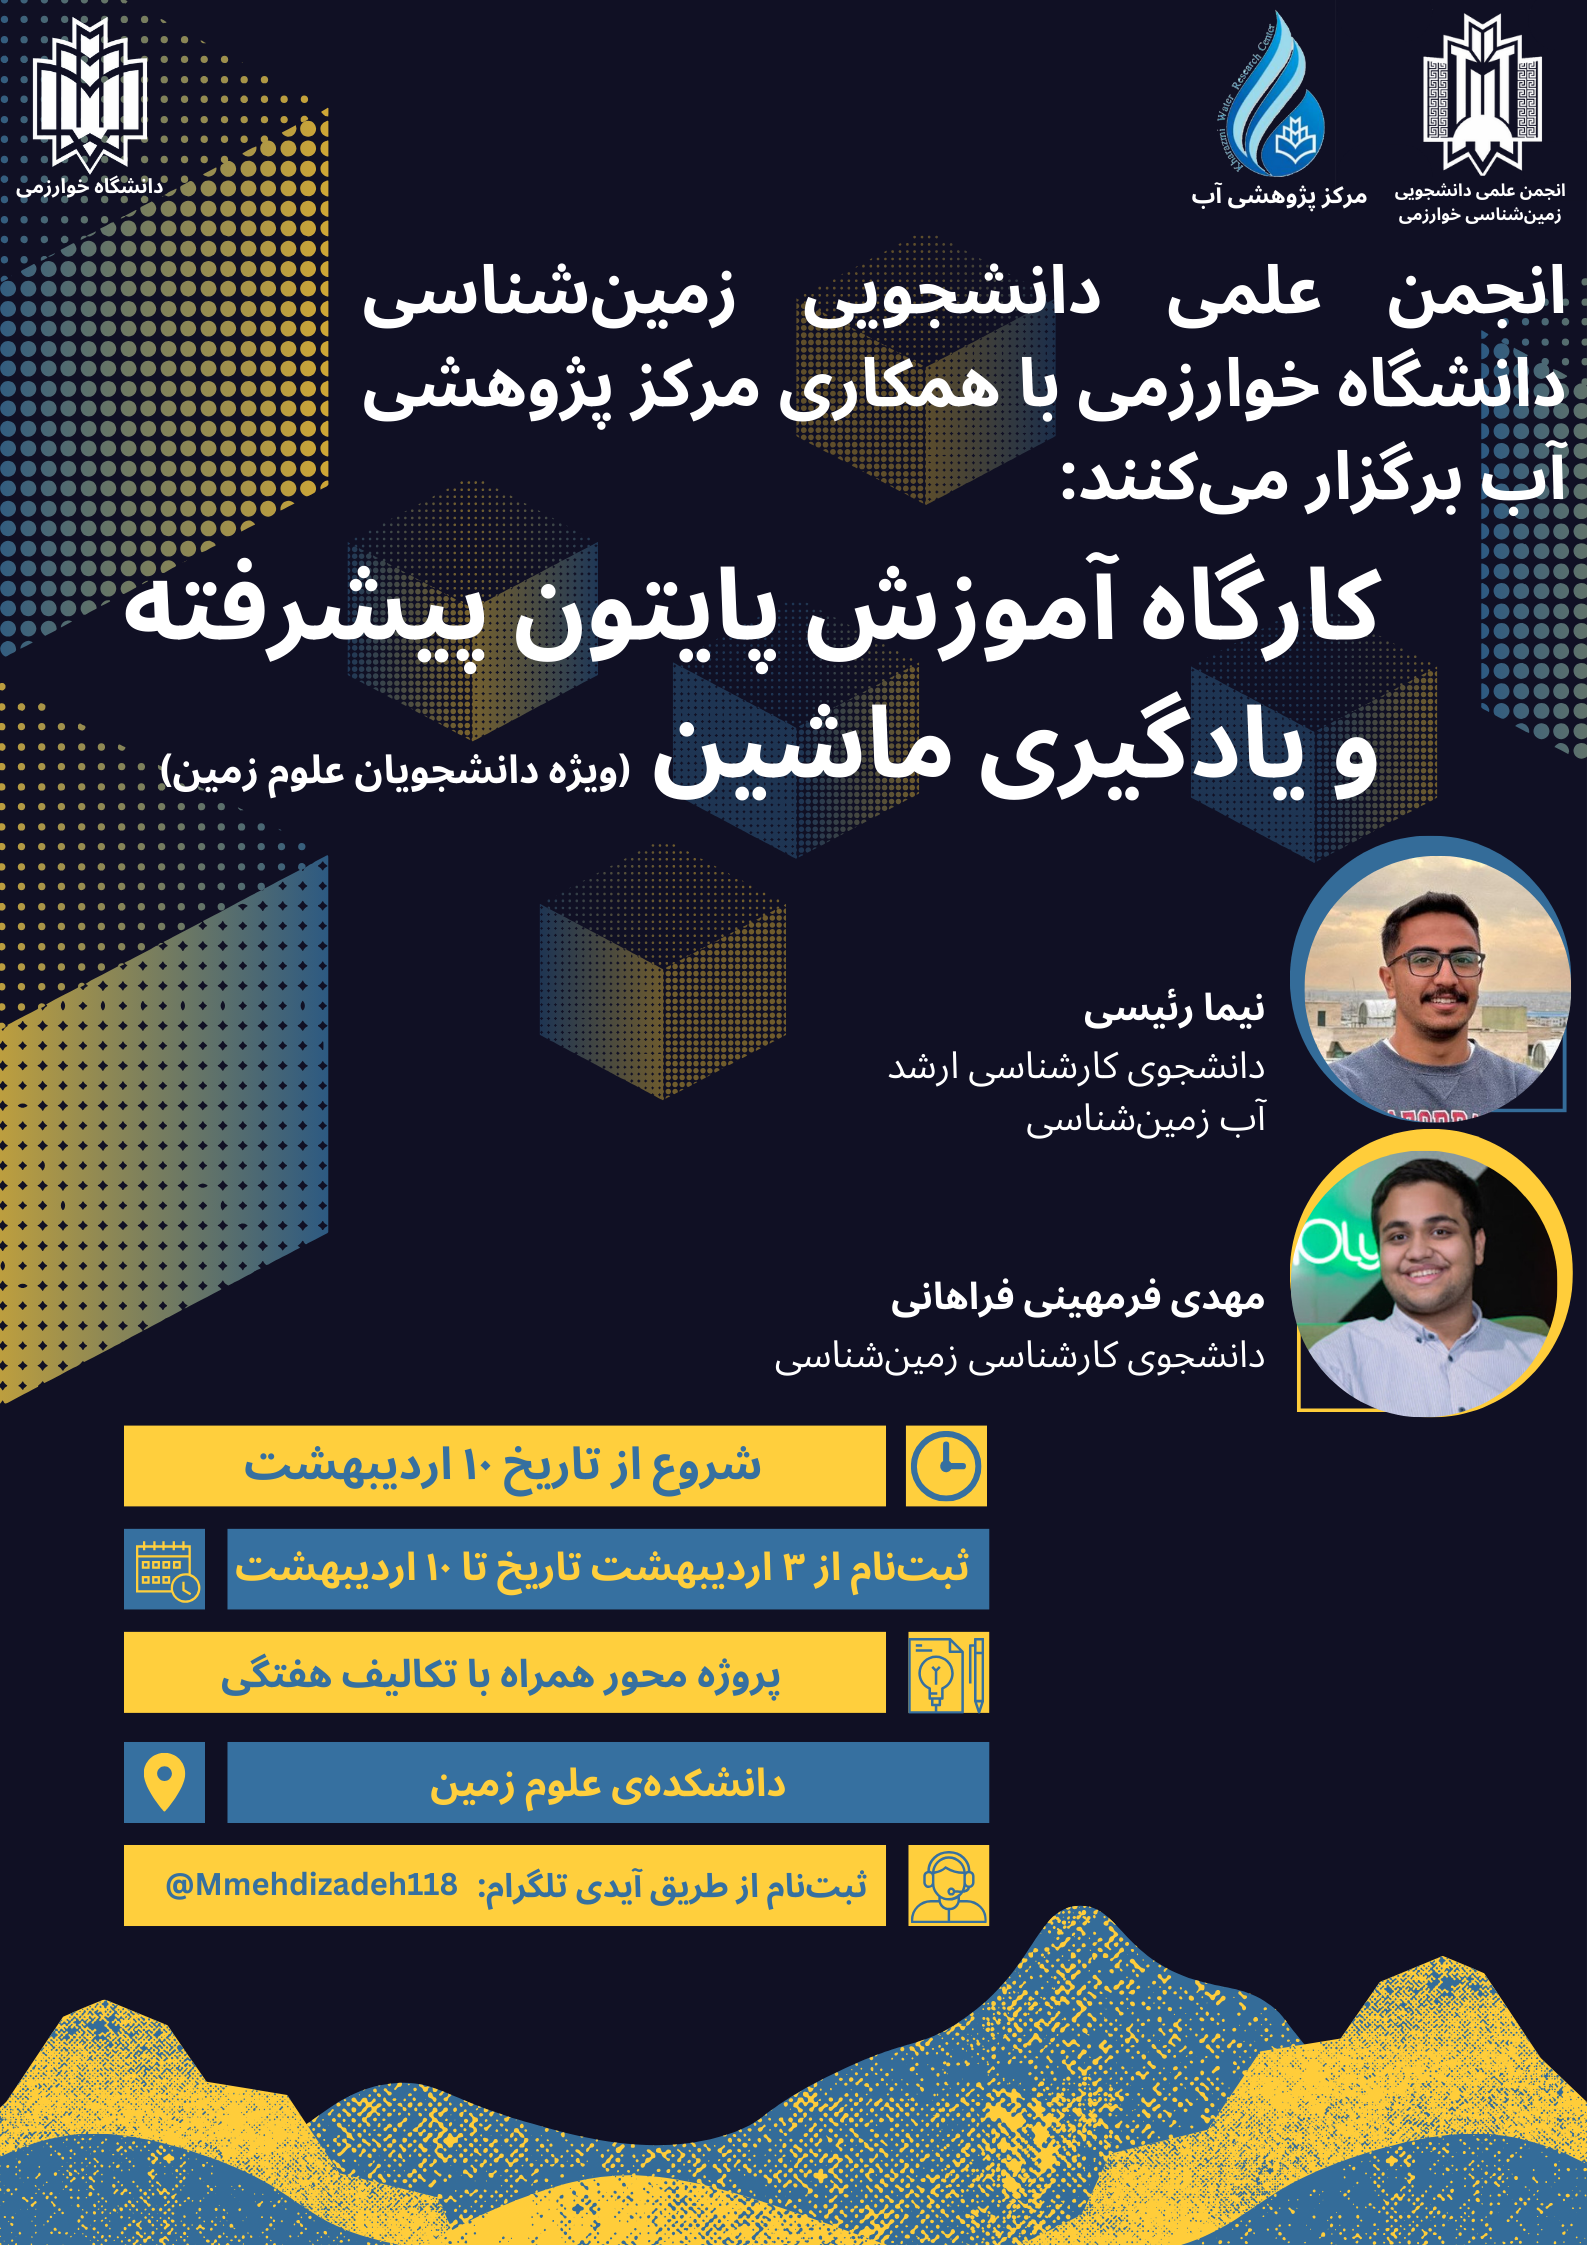 دانشگاه خوارزمی
Kharazmi Water Research Center
مرکز پژوهشی آب
انجمن علمی دانشجویی
زمین‌شناسی خوارزمی
انجمن علمی دانشجویی زمین‌شناسی
دانشگاه خوارزمی با همکاری مرکز پژوهشی
آب برگزار می‌کنند:
کارگاه آموزش پایتون پیشرفته
و یادگیری ماشین (ویژه دانشجویان علوم زمین)
نیما رئیسی
دانشجوی کارشناسی ارشد
آب زمین‌شناسی
مهدی فرمهینی فراهانی
دانشجوی کارشناسی زمین‌شناسی
شروع از تاریخ ۱۰ اردیبهشت
ثبت‌نام از ۳ اردیبهشت تاریخ تا ۱۰ اردیبهشت
پروژه محور همراه با تکالیف هفتگی
دانشکده‌ی علوم زمین
ثبت‌نام از طریق آیدی تلگرام: @Mmehdizadeh118